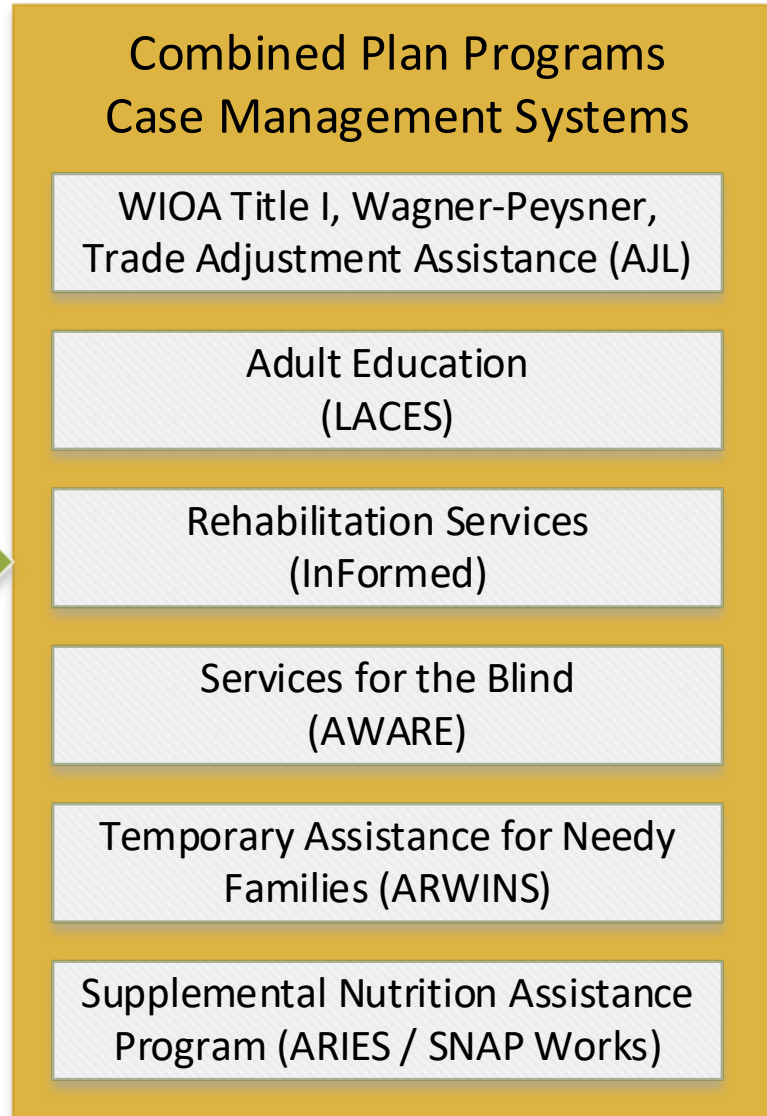 Combined Plan Programs
Case Management Systems
WIOA Title I, Wagner-Peysner,
Trade Adjustment Assistance (AJL)
Adult Education
(LACES)
Rehabilitation Services
(InFormed)
Services for the Blind
(AWARE)
Temporary Assistance for Needy
Families (ARWINS)
Supplemental Nutrition Assistance
Program (ARIES / SNAP Works)